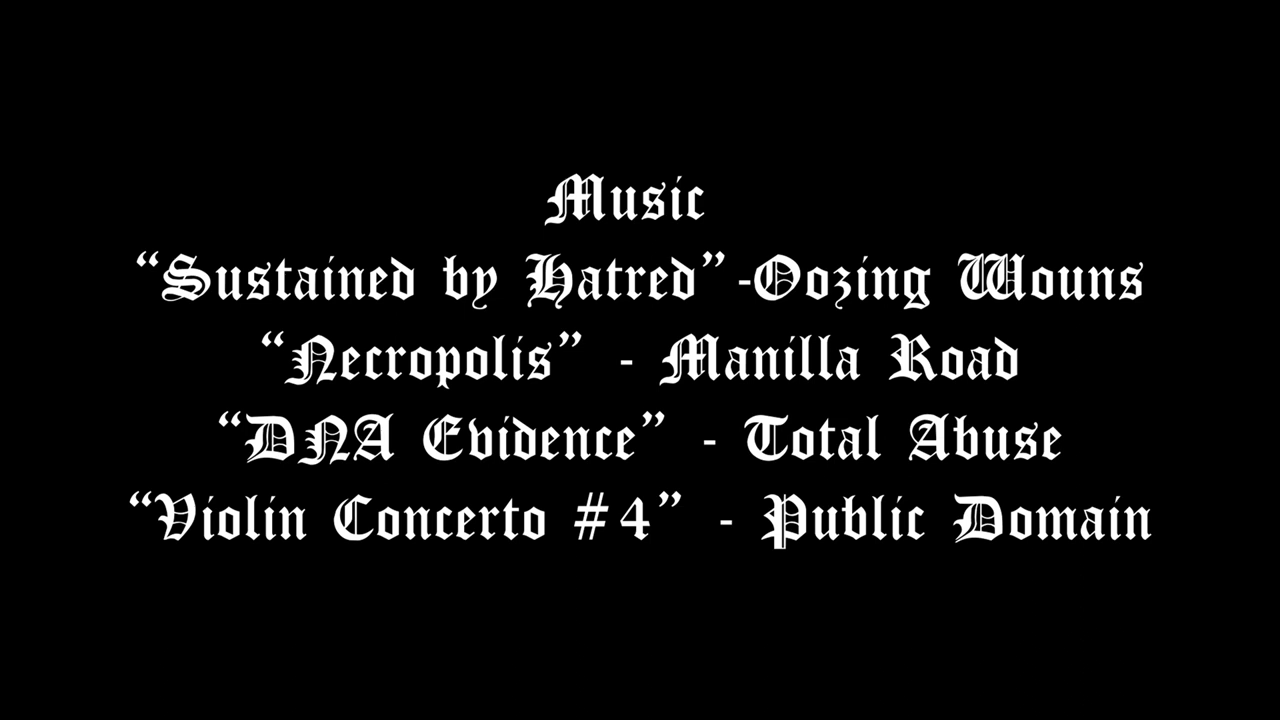 Music
“Sustained by Hatred”-Oozing Wouns
“Necropolis” - Manilla Road
“DNA Evidence” - Total Abuse
“Violin Concerto #4” - Public Domain